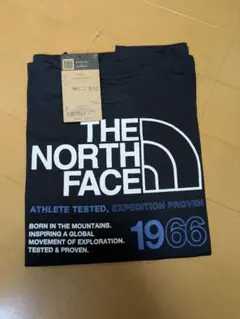 THE
NORTH
FACE
ATHLETE TESTED, EXPEDITION PROVEN
BORN IN THE MOUNTAINS.
INSPIRING A GLOBAL
MOVEMENT OF EXPLORATION.
TESTED & PROVEN.
1966